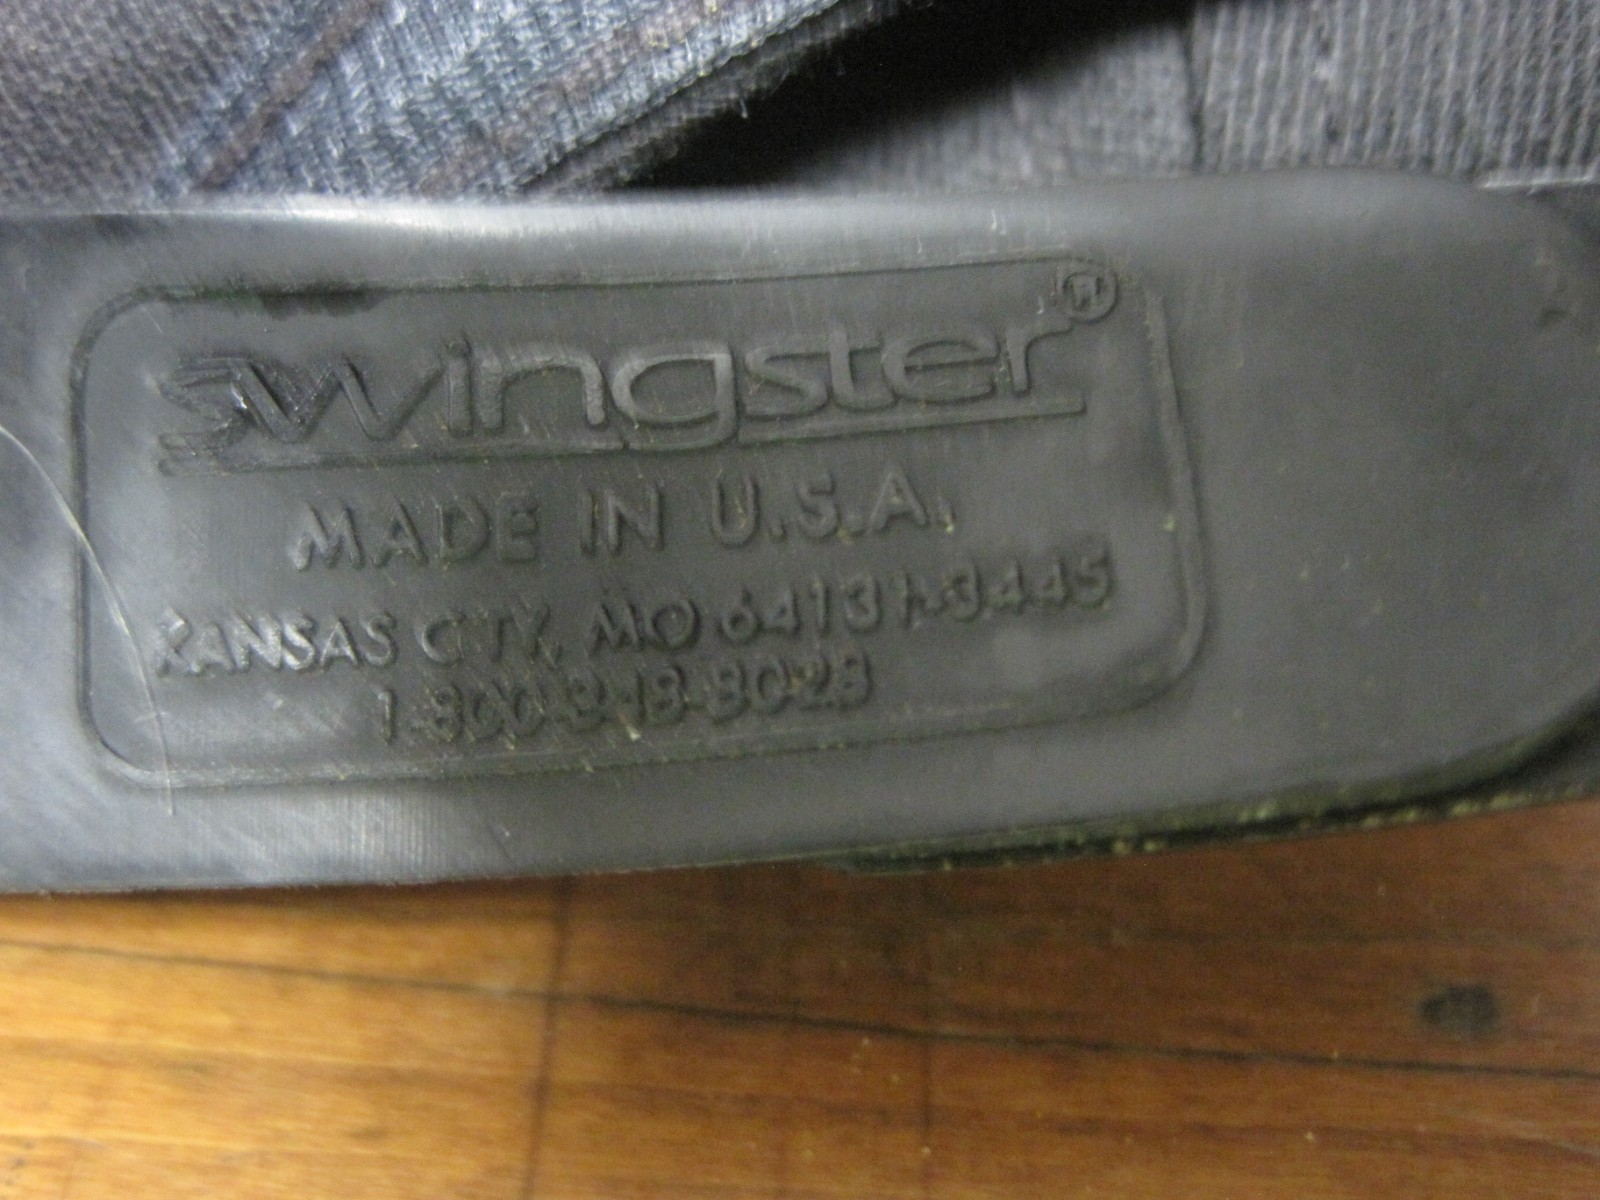 swingster®
MADE IN U.S.A.
KANSAS CITY, MO 64131-3445